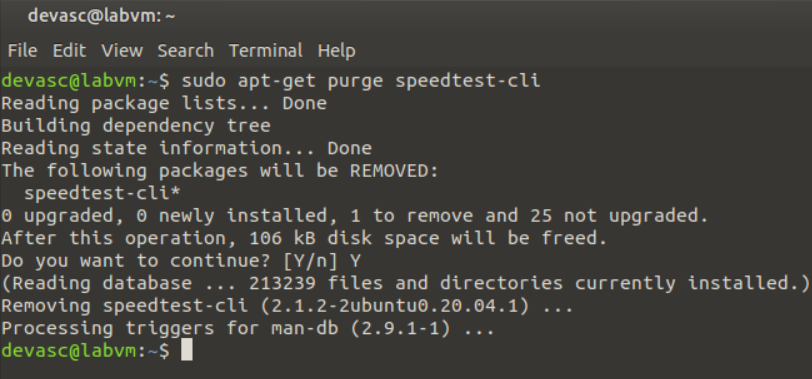 devasc@labvm: ~
File Edit View Search Terminal Help
devasc@labvm:~$ sudo apt-get purge speedtest-cli
Reading package lists... Done
Building dependency tree
Reading state information... Done
The following packages will be REMOVED:
  speedtest-cli*
0 upgraded, 0 newly installed, 1 to remove and 25 not upgraded.
After this operation, 106 kB disk space will be freed.
Do you want to continue? [Y/n] Y
(Reading database ... 213239 files and directories currently installed.)
Removing speedtest-cli (2.1.2-2ubuntu0.20.04.1) ...
Processing triggers for man-db (2.9.1-1) ...
devasc@labvm:~$